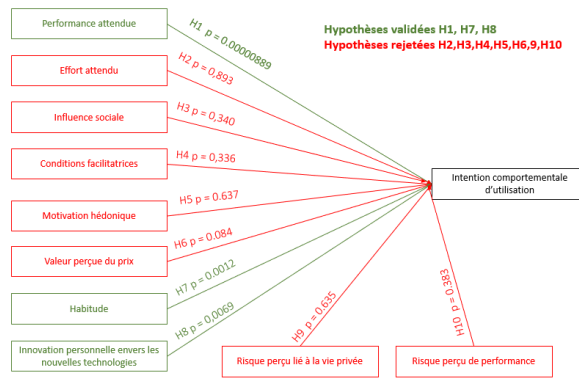 Performance attendue
H1 p = 0.00000889
Hypothèses validées H1, H7, H8
Hypothèses rejetées H2,H3,H4,H5,H6,9,H10
Effort attendu
H2 p = 0,893
Influence sociale
H3 p = 0,340
Conditions facilitatrices
H4 p = 0,336
Intention comportementale
d'utilisation
Motivation hédonique
H5 p = 0.637
Valeur perçue du prix
H6 p = 0.084
Habitude
H7 p = 0.0012
Innovation personnelle envers les
nouvelles technologies
H8 p = 0,0069
H9 p = 0.635
Risque perçu lié à la vie privée
H10 = p = 0.383
Risque perçu de performance